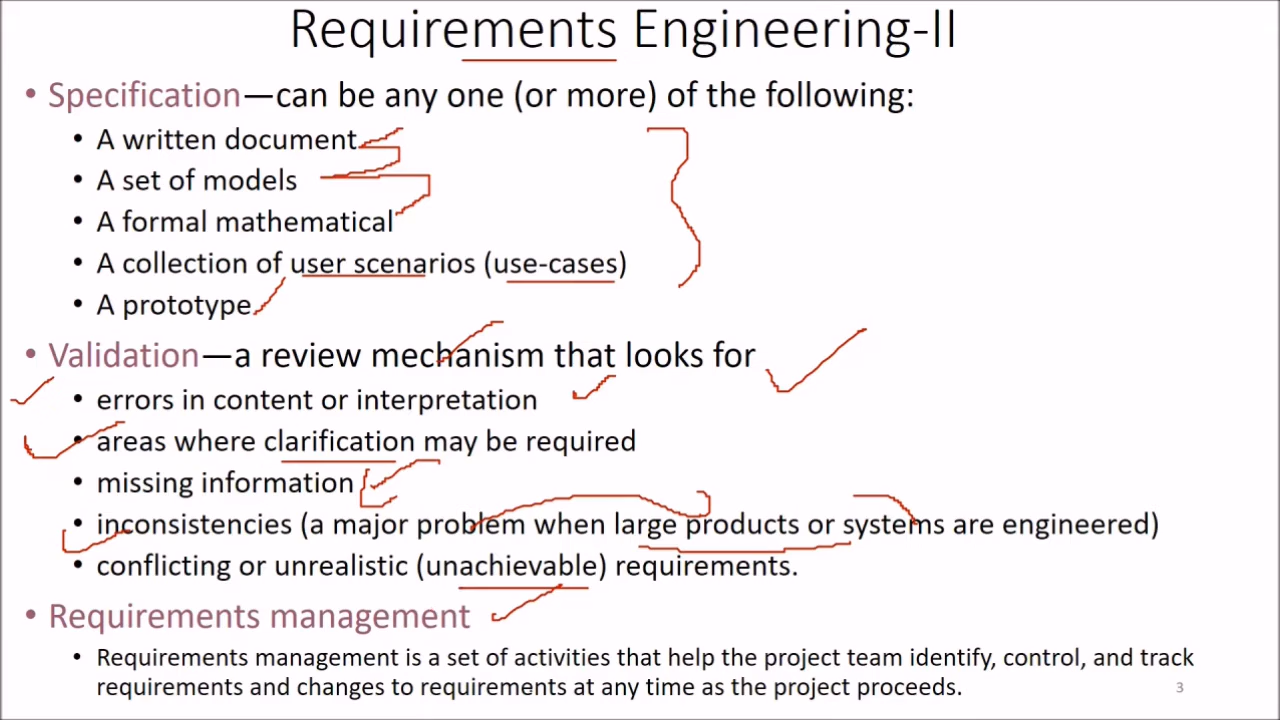 Requirements Engineering-II
• Specification—can be any one (or more) of the following:
• A written document
• A set of models
• A formal mathematical
• A collection of user scenarios (use-cases)
• A prototype
• Validation—a review mechanism that looks for
• errors in content or interpretation
• areas where clarification may be required
• missing information
• inconsistencies (a major problem when large products or systems are engineered)
• conflicting or unrealistic (unachievable) requirements.
• Requirements management
• Requirements management is a set of activities that help the project team identify, control, and track
requirements and changes to requirements at any time as the project proceeds.
3